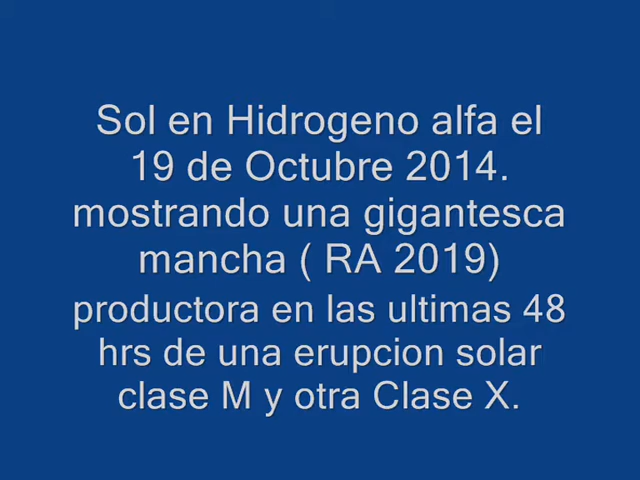 Sol en Hidrogeno alfa el
19 de Octubre 2014.
mostrando una gigantesca
mancha ( RA 2019)
productora en las ultimas 48
hrs de una erupcion solar
clase M y otra Clase X.